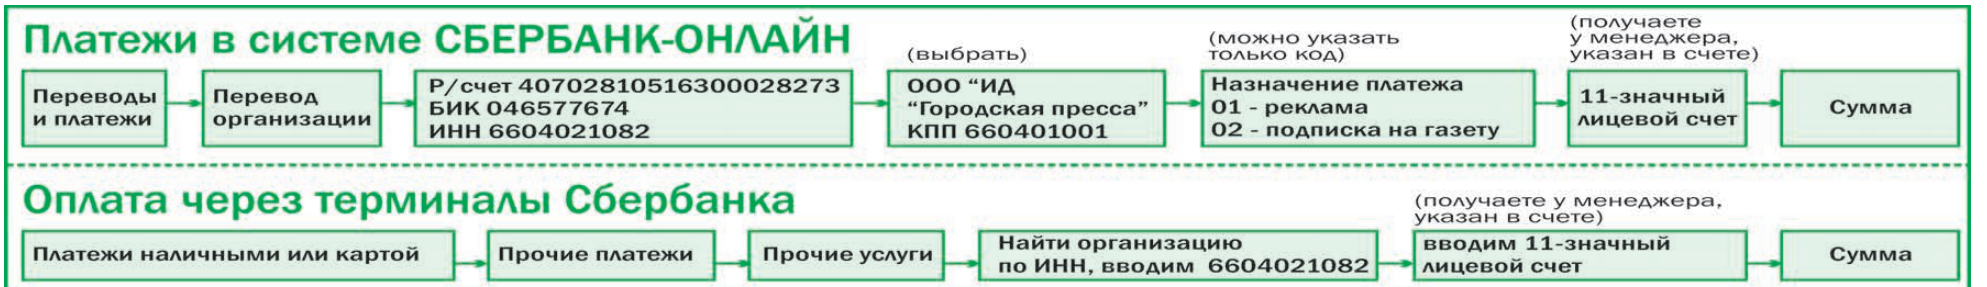 Платежи в системе СБЕРБАНК-ОНЛАЙН
Переводы
и платежи
Перевод
организации
Р/счет 40702810516300028273
БИК 046577674
ИНН 6604021082
(выбрать)
ООО “ИД
“Городская пресса”
КПП 660401001
(можно указать
только код)
Назначение платежа
01 - реклама
02 - подписка на газету
(получаете
у менеджера,
указан в счете)
11-значный
лицевой счет
Сумма
Оплата через терминалы Сбербанка
Платежи наличными или картой
Прочие платежи
Прочие услуги
Найти организацию
по ИНН, вводим 6604021082
(получаете у менеджера,
указан в счете)
вводим 11-значный
лицевой счет
Сумма